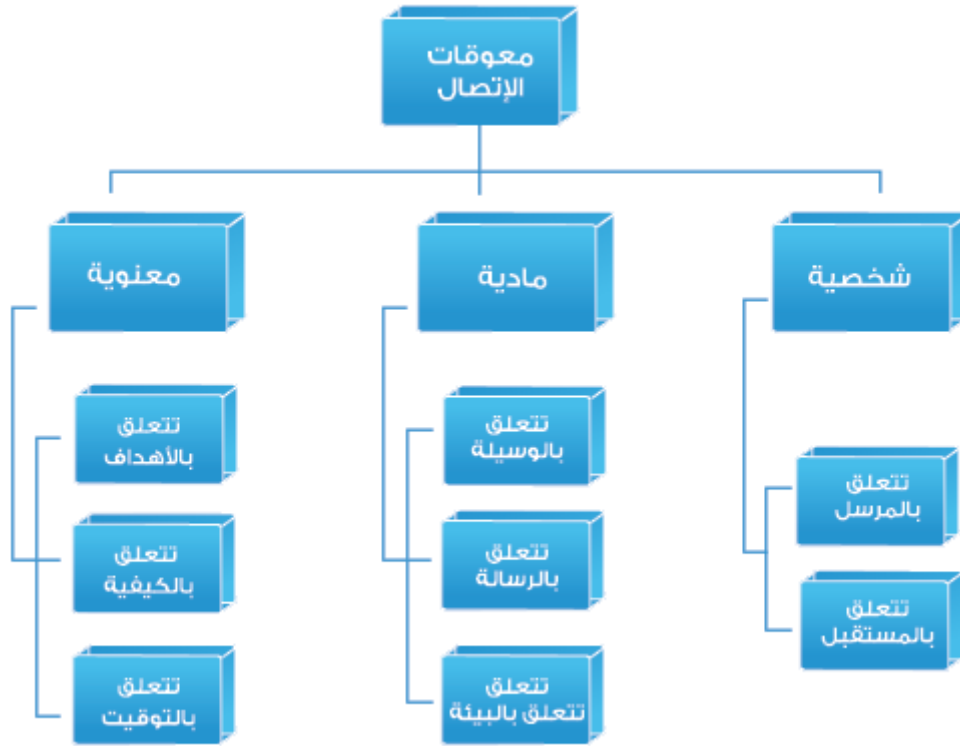 معوقات
الإتصال
شخصية
مادية
معنوية
تتعلق
بالمرسل
تتعلق
بالمستقبل
تتعلق
بالوسيلة
تتعلق
بالرسالة
تتعلق
تتعلق بالبيئة
تتعلق
بالأهداف
تتعلق
بالكيفية
تتعلق
بالتوقيت